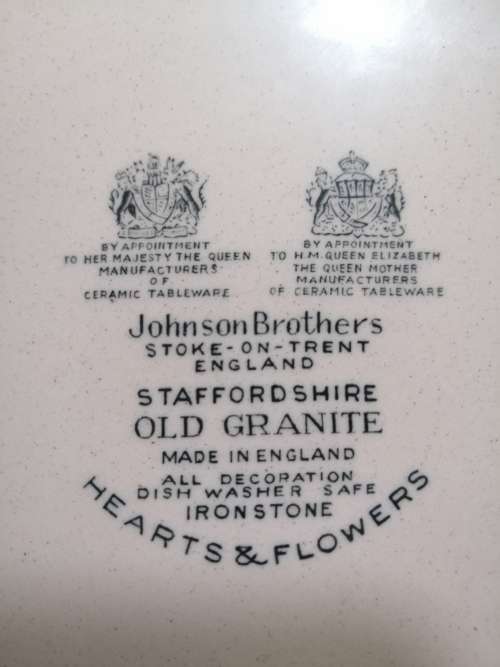 BY APPOINTMENT
TO HER MAJESTY THE QUEEN
MANUFACTURERS
OF
CERAMIC TABLEWARE
BY APPOINTMENT
TO H.M. QUEEN ELIZABETH
THE QUEEN MOTHER
MANUFACTURERS
OF CERAMIC TABLEWARE
Johnson Brothers
STOKE-ON-TRENT
ENGLAND
STAFFORDSHIRE
OLD GRANITE
MADE IN ENGLAND
ALL DECORATION
DISH WASHER SAFE
IRONSTONE
HEARTS & FLOWERS